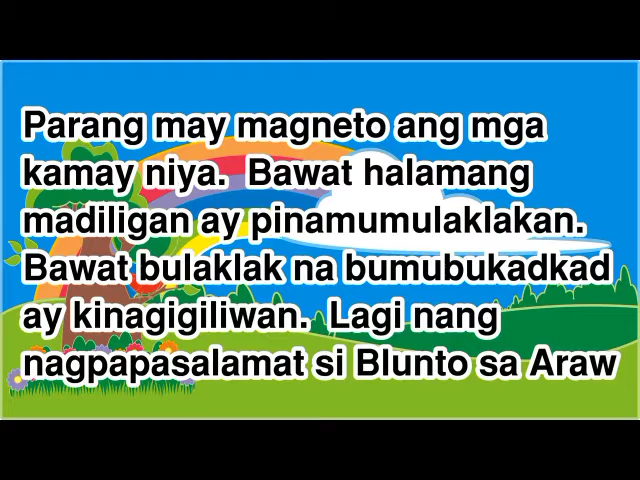 Parang may magneto ang mga
kamay niya.  Bawat halamang
madiligan ay pinamumulaklakan.
Bawat bulaklak na bumubukadkad
ay kinagigiliwan.  Lagi nang
nagpapasalamat si Blunto sa Araw